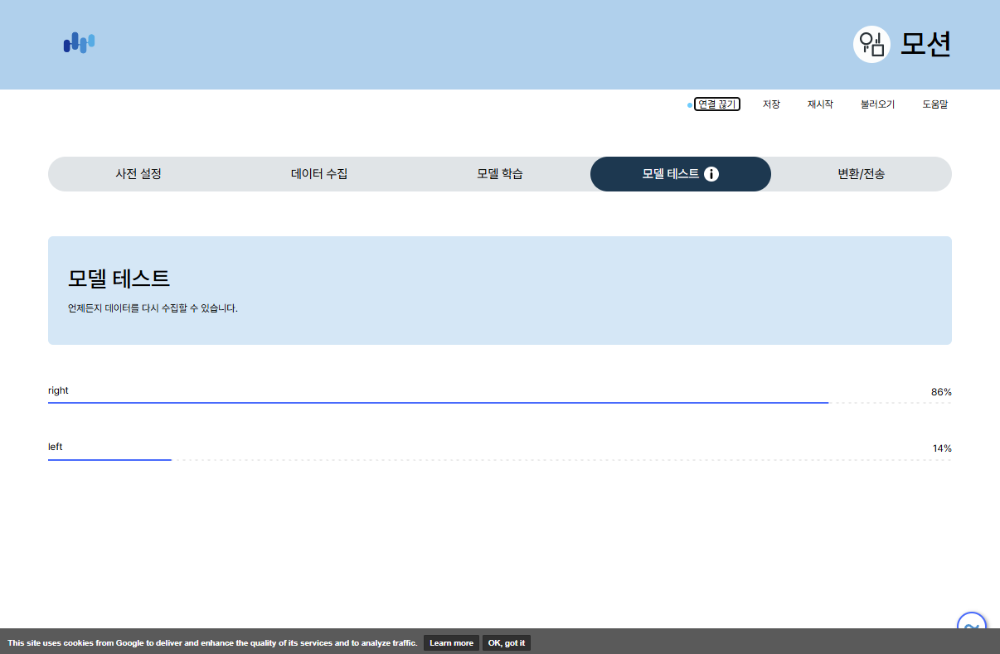 모션
연결 끊기
저장
재시작
불러오기
도움말
사전 설정
데이터 수집
모델 학습
모델 테스트
변환/전송
모델 테스트
언제든지 데이터를 다시 수집할 수 있습니다.
right
86%
left
14%
This site uses cookies from Google to deliver and enhance the quality of its services and to analyze traffic.
Learn more
OK, got it